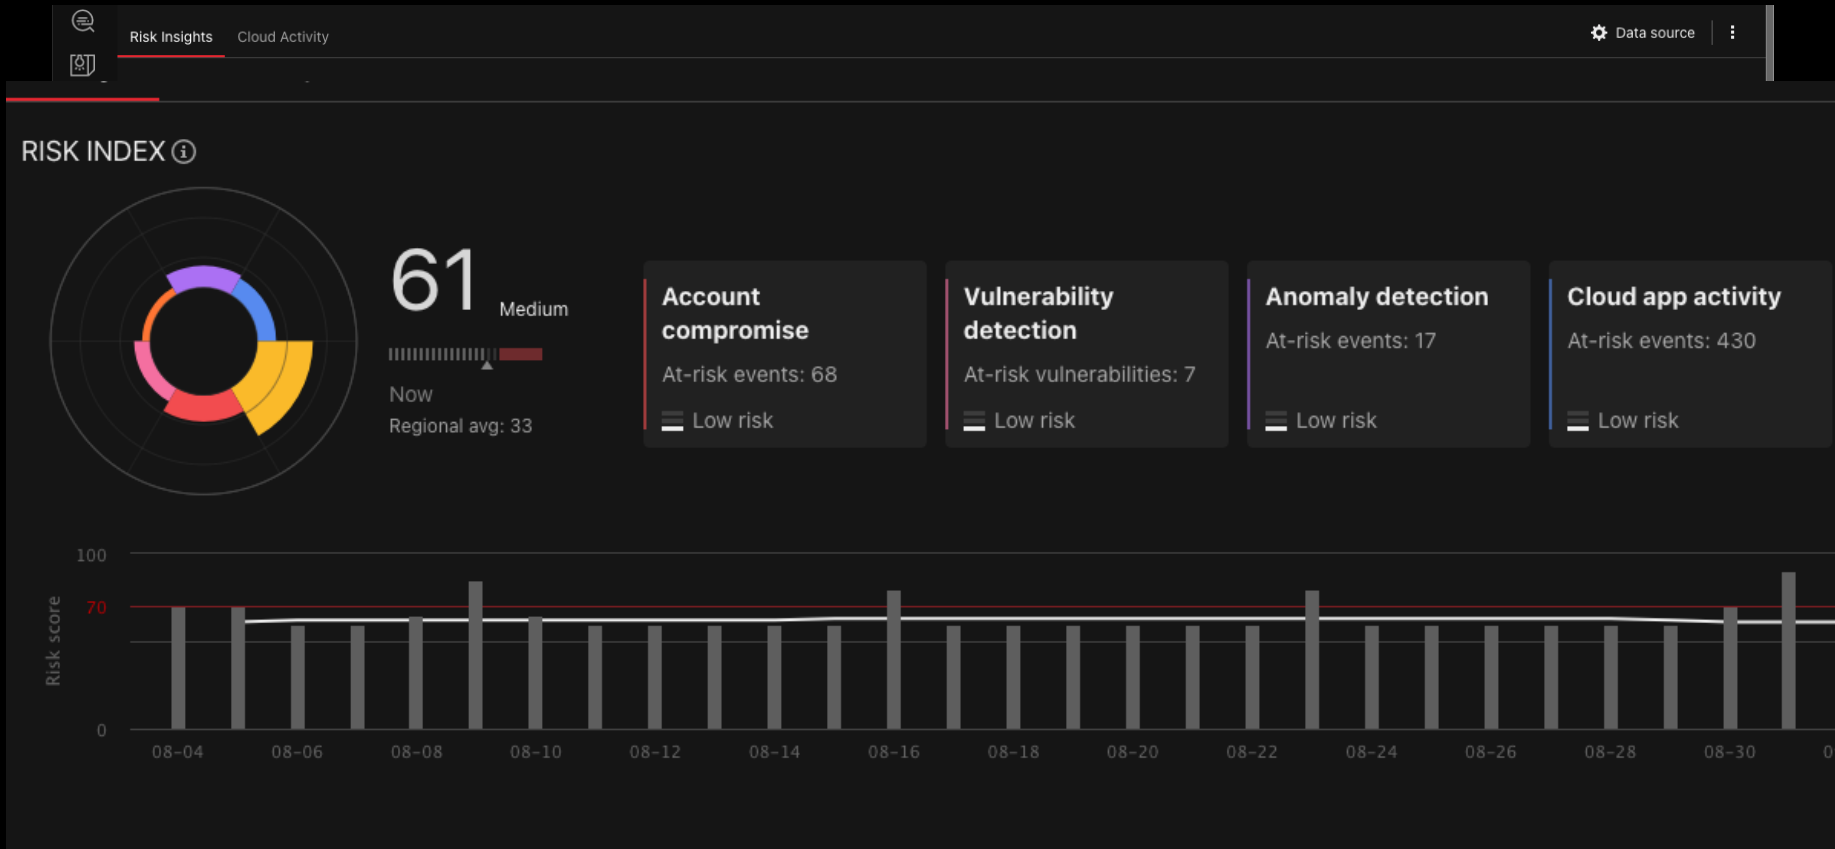 Risk Insights
Cloud Activity
Data source
RISK INDEX
61
Medium
Now
Regional avg: 33
Account
compromise
At-risk events: 68
Low risk
Vulnerability
detection
At-risk vulnerabilities: 7
Low risk
Anomaly detection
At-risk events: 17
Low risk
Cloud app activity
At-risk events: 430
Low risk
Risk score
100
70
0
08-04
08-06
08-08
08-10
08-12
08-14
08-16
08-18
08-20
08-22
08-24
08-26
08-28
08-30